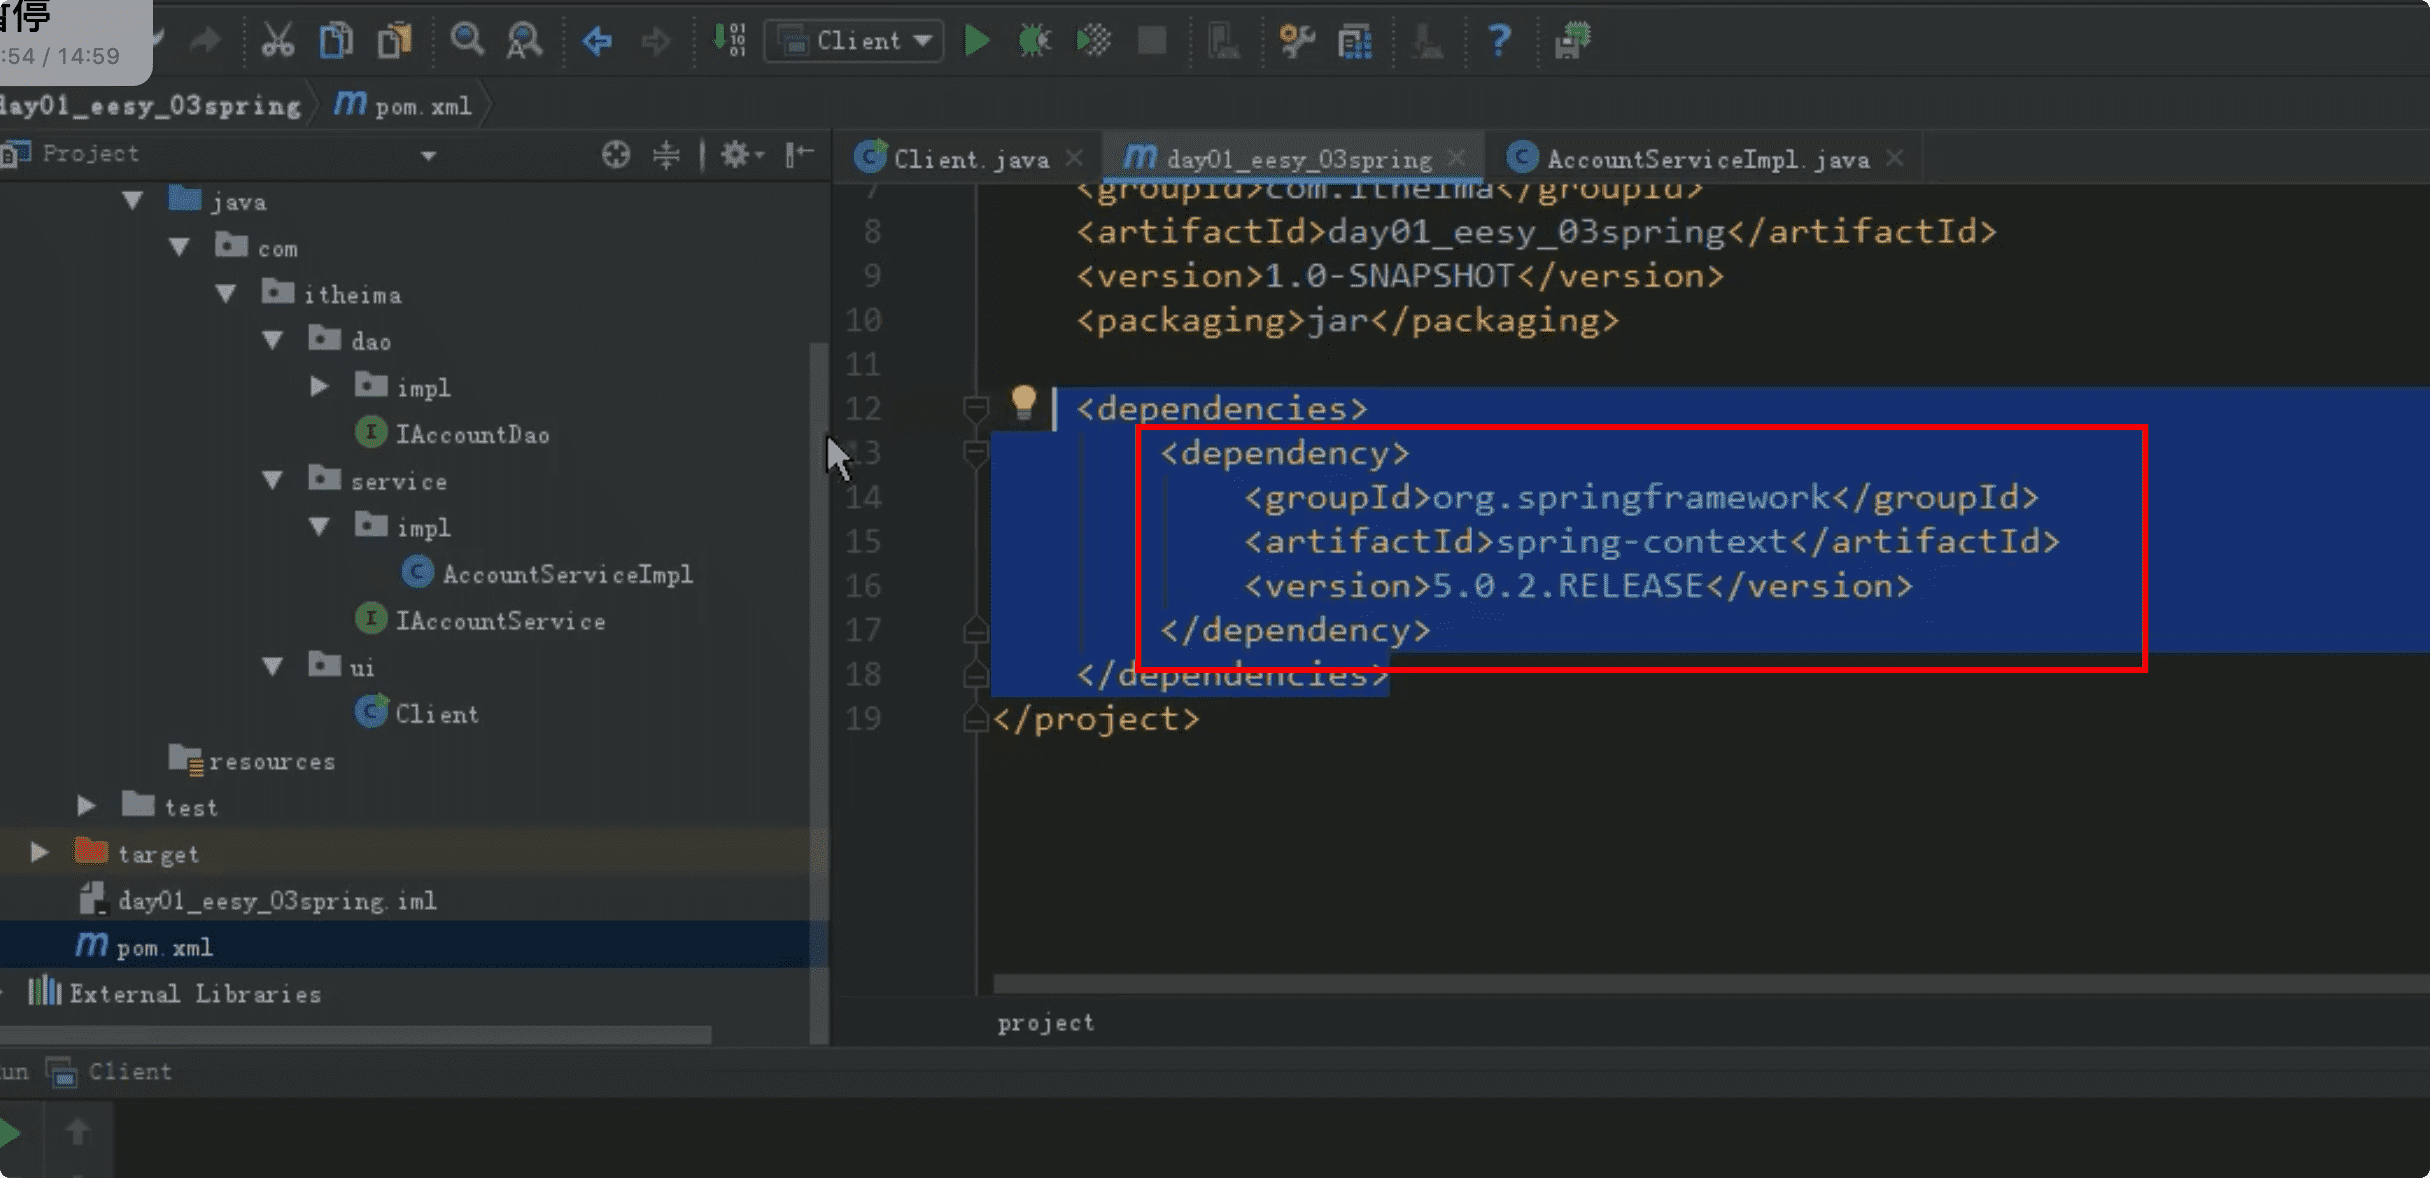 暂停
:54 / 14:59
Client
day01_eesy_03spring
pom.xml
Project
java
com
itheima
dao
impl
IAccountDao
service
impl
AccountServiceImpl
IAccountService
ui
Client
resources
test
target
day01_eesy_03spring.iml
pom.xml
External Libraries
Client.java
day01_eesy_03spring
AccountServiceImpl.java
7 <groupId>com.itheima</groupId>
8 <artifactId>day01_eesy_03spring</artifactId>
9 <version>1.0-SNAPSHOT</version>
10 <packaging>jar</packaging>
11
12 <dependencies>
13 <dependency>
14 <groupId>org.springframework</groupId>
15 <artifactId>spring-context</artifactId>
16 <version>5.0.2.RELEASE</version>
17 </dependency>
18 </dependencies>
19 </project>
project
un Client